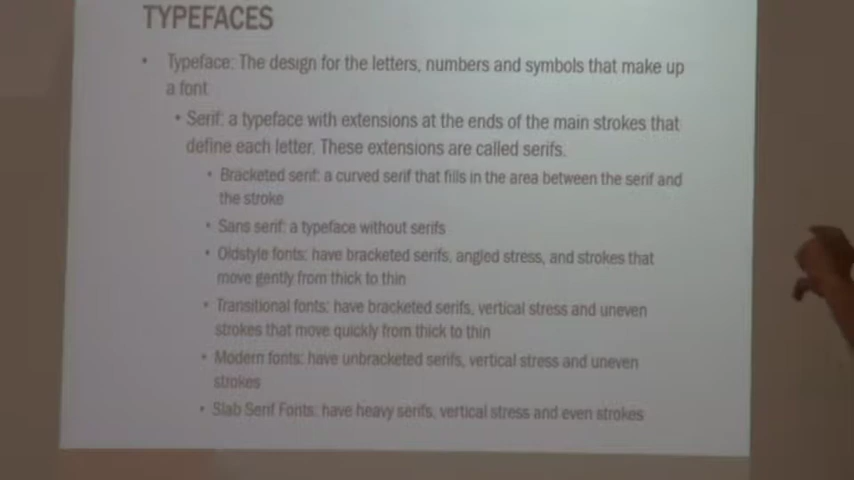 TYPEFACES
• Typeface: The design for the letters, numbers and symbols that make up
a font
• Serif: a typeface with extensions at the ends of the main strokes that
define each letter. These extensions are called serifs.
• Bracketed serif: a curved serif that fills in the area between the serif and
the stroke
• Sans serif: a typeface without serifs
• Oldstyle fonts: have bracketed serifs, angled stress, and strokes that
move gently from thick to thin
• Transitional fonts: have bracketed serifs, vertical stress and uneven
strokes that move quickly from thick to thin
• Modern fonts: have unbracketed serifs, vertical stress and uneven
strokes
• Slab Serif Fonts: have heavy serifs, vertical stress and even strokes